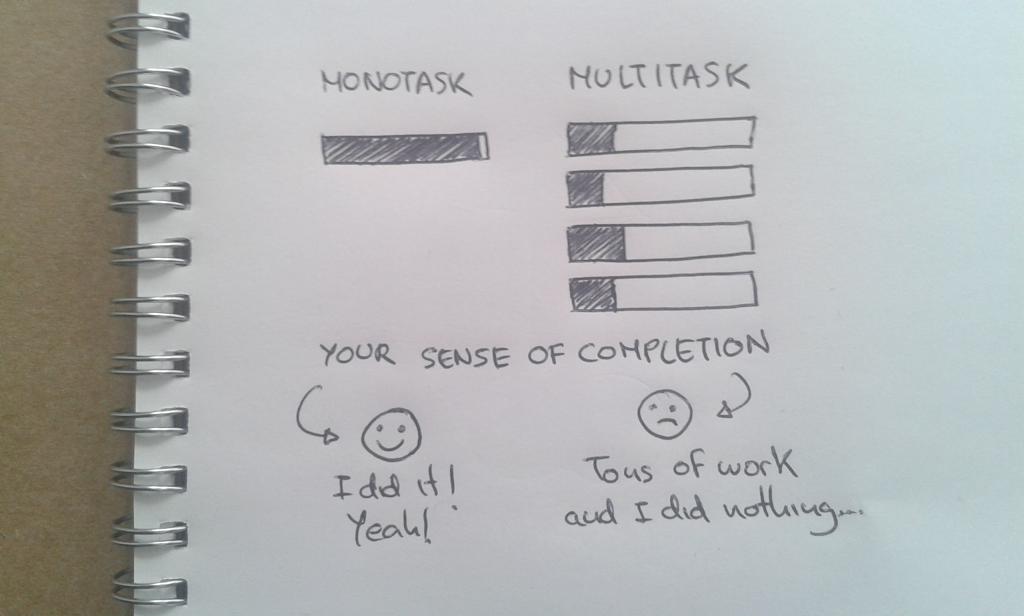 MONOTASK
MULTITASK
YOUR SENSE OF COMPLETION
I did it!
Yeah!
Tons of work
and I did nothing...